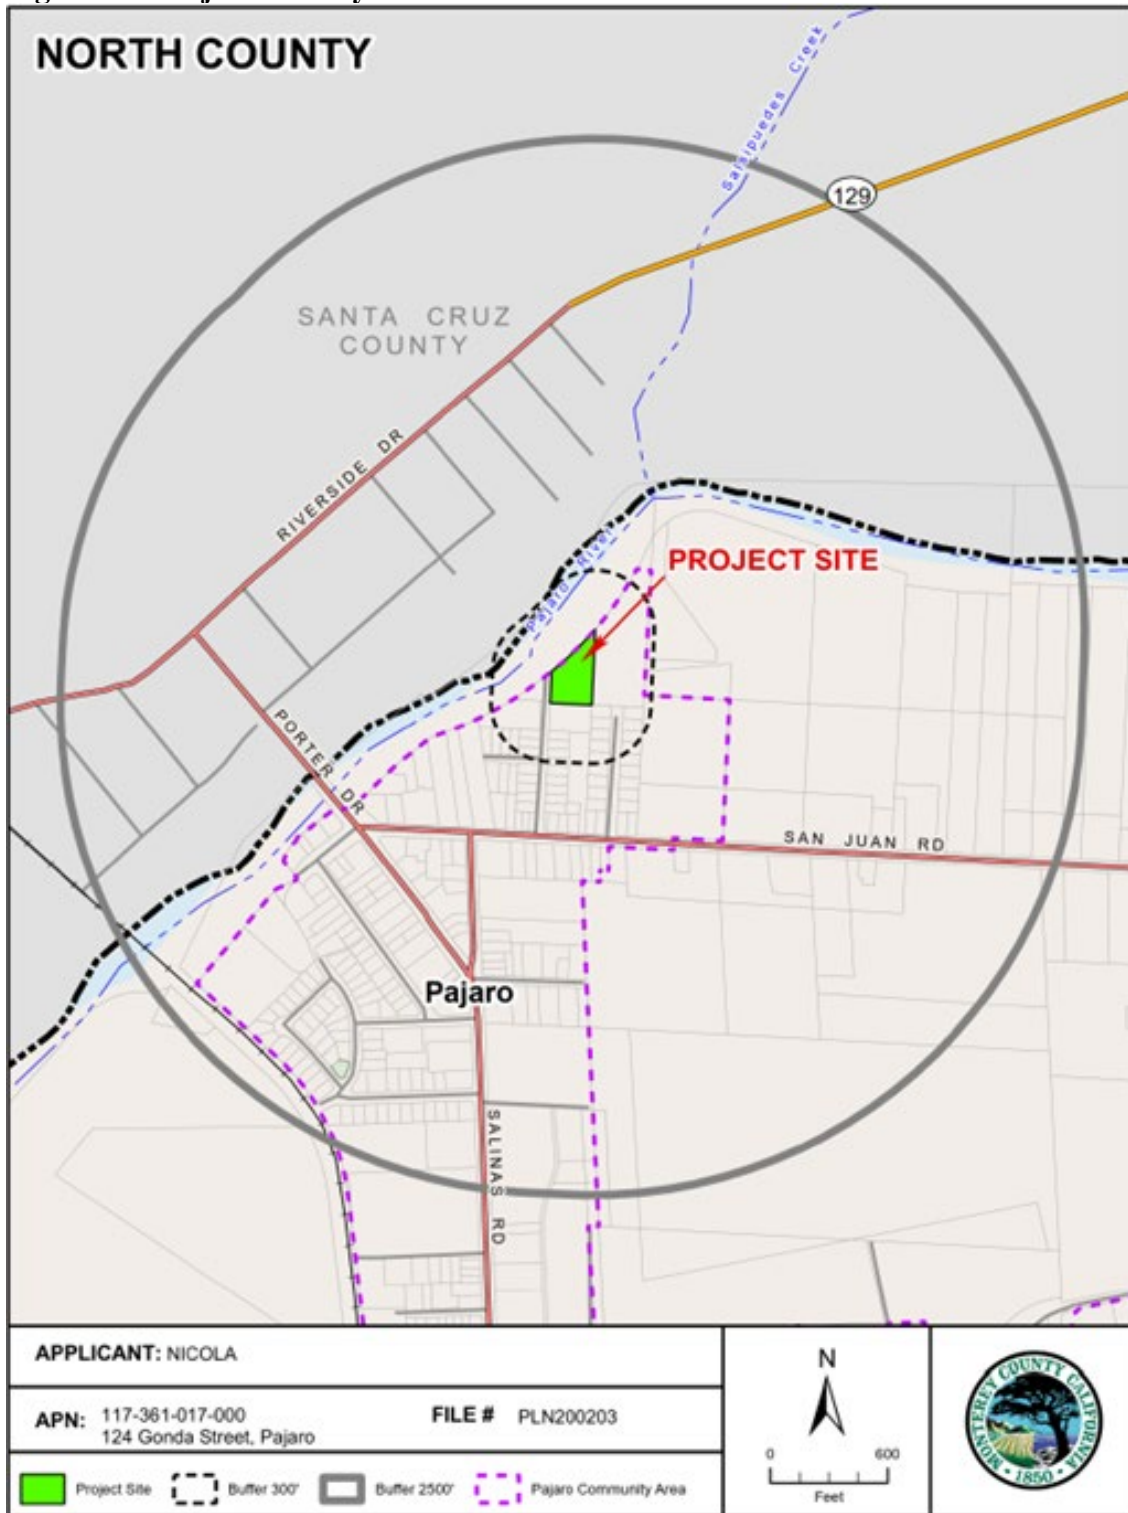 NORTH COUNTY
Salsipuedes Creek
129
SANTA CRUZ
COUNTY
RIVERSIDE DR
Pajaro River
PROJECT SITE
PORTER DR
SAN JUAN RD
Pajaro
SALINAS RD
APPLICANT: NICOLA
APN: 117-361-017-000
124 Gonda Street, Pajaro
FILE # PLN200203
N
0 600
Feet
MONTEREY COUNTY CALIFORNIA
• 1850 •
Project Site
Buffer 300'
Buffer 2500'
Pajaro Community Area